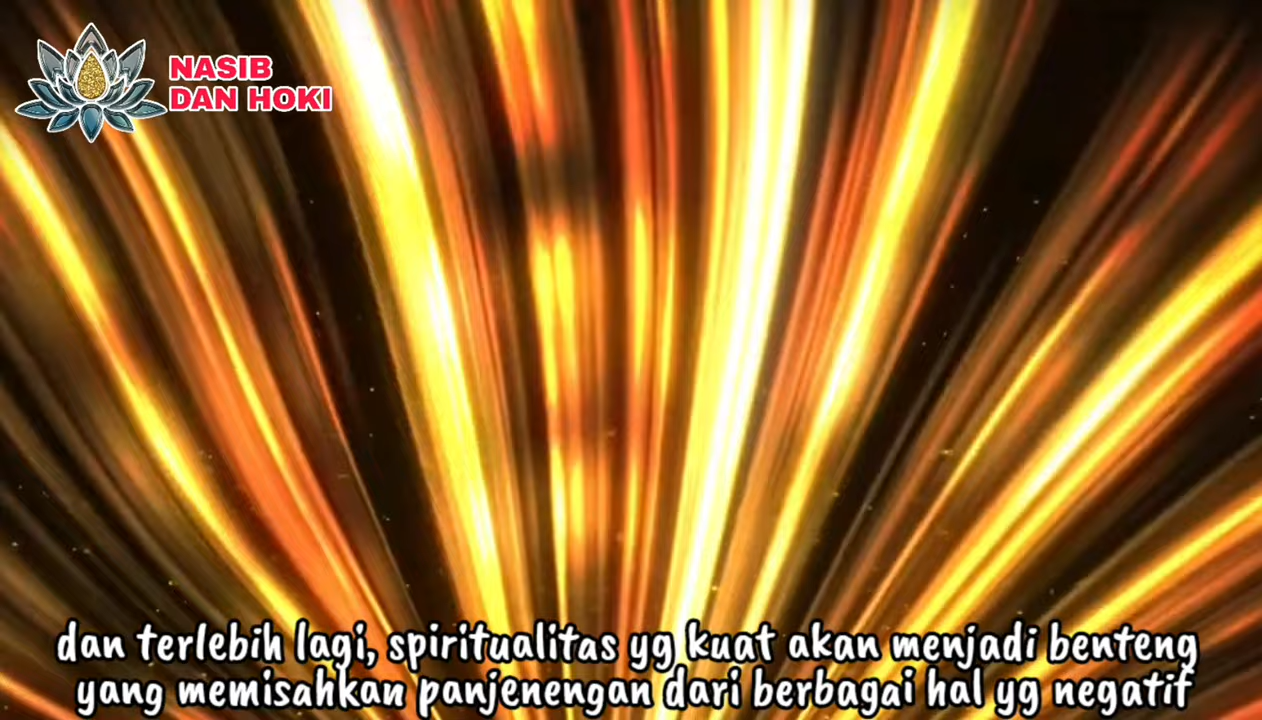 NASIB
DAN HOKI
dan terlebih lagi, spiritualitas yg kuat akan menjadi benteng
yang memisahkan panjenengan dari berbagai hal yg negatif